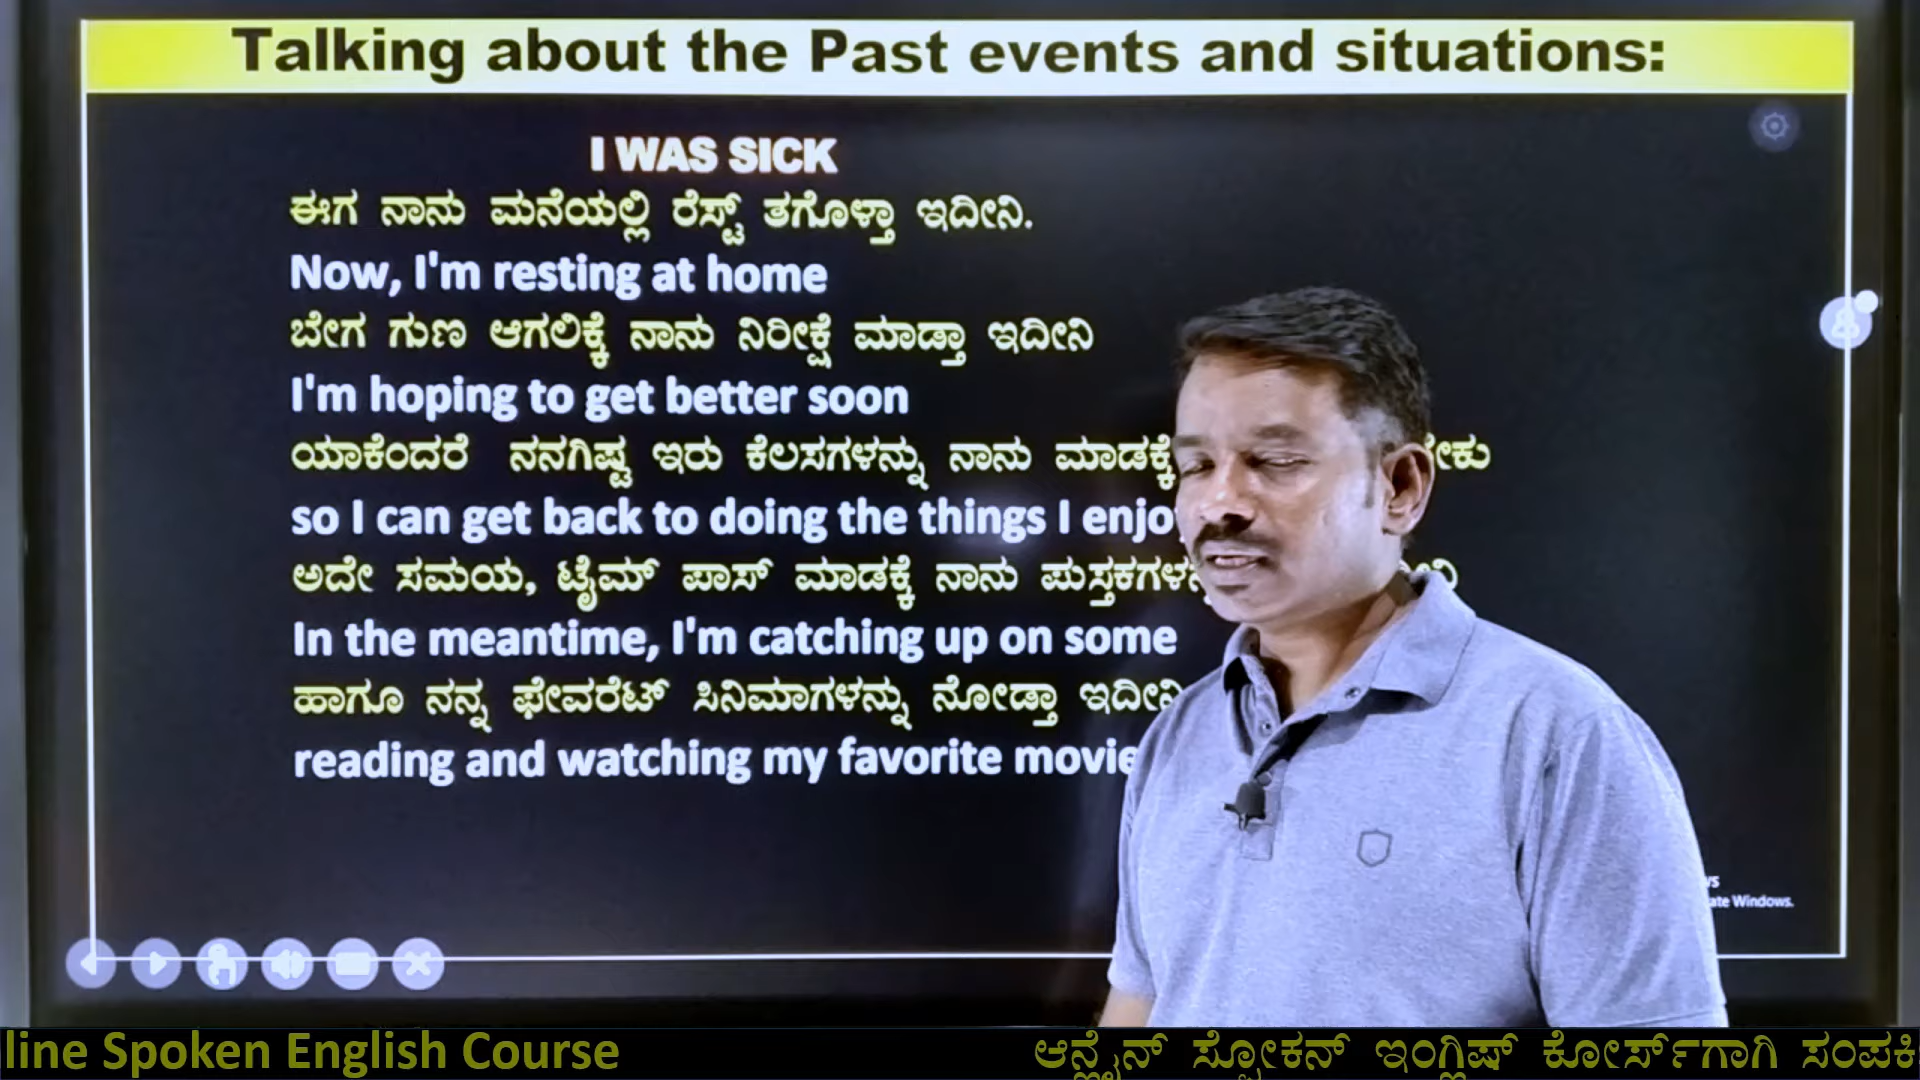 Talking about the Past events and situations:
I WAS SICK
ಈಗ ನಾನು ಮನೆಯಲ್ಲಿ ರೆಸ್ಟ್ ತಗೊಳ್ತಾ ಇದೀನಿ.
Now, I'm resting at home
ಬೇಗ ಗುಣ ಆಗಲಿಕ್ಕೆ ನಾನು ನಿರೀಕ್ಷೆ ಮಾಡ್ತಾ ಇದೀನಿ
I'm hoping to get better soon
ಯಾಕೆಂದರೆ ನನಗಿಷ್ಟ ಇರು ಕೆಲಸಗಳನ್ನು ನಾನು ಮಾಡಕ್ಕೆ
so I can get back to doing the things I
ಅದೇ ಸಮಯ, ಟೈಮ್ ಪಾಸ್ ಮಾಡಕ್ಕೆ ನಾನು
In the meantime, I'm catching up on some
ಹಾಗೂ ನನ್ನ ಫೇವರೆಟ್ ಸಿನಿಮಾಗಳನ್ನು ನೋಡ್ತಾ ಇದೀನಿ
reading and watching my favorite
Windows.
line Spoken English Course
ಆನ್ಲೈನ್ ಸ್ಪೋಕನ್ ಇಂಗ್ಲಿಷ್ ಕೋರ್ಸ್‌ಗಾಗಿ